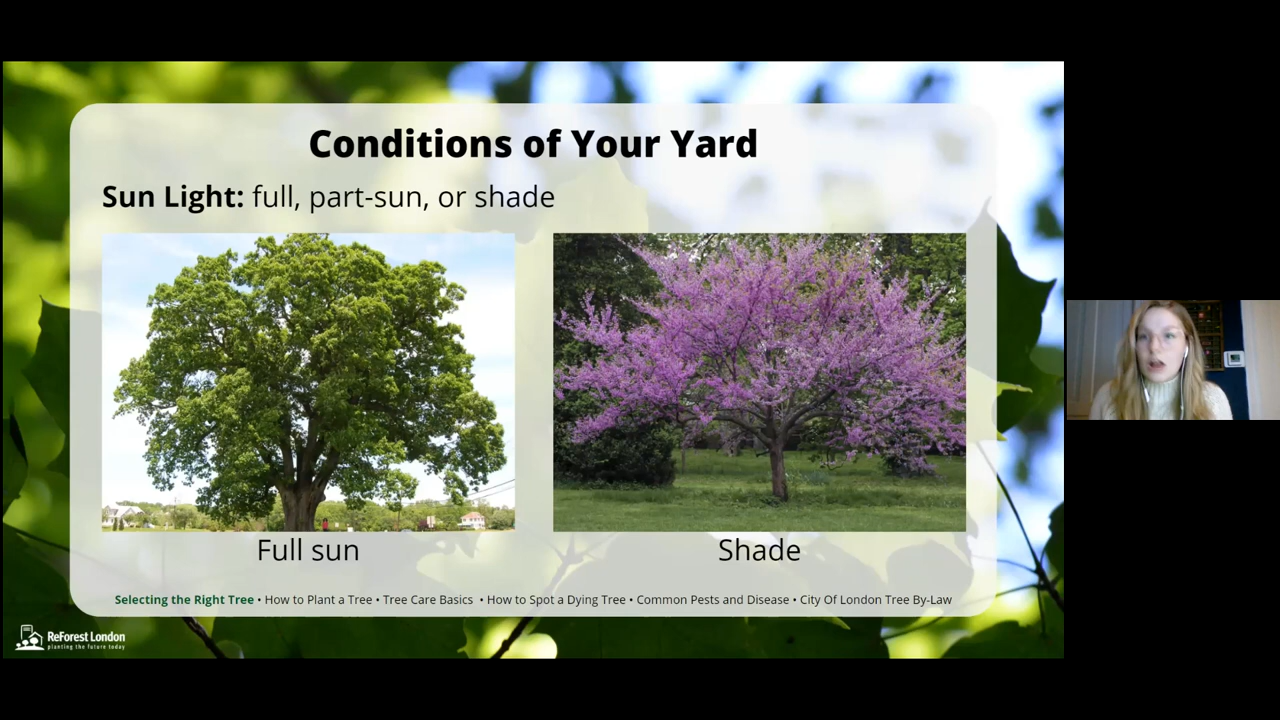 Conditions of Your Yard
Sun Light: full, part-sun, or shade
Full sun
Shade
Selecting the Right Tree • How to Plant a Tree • Tree Care Basics • How to Spot a Dying Tree • Common Pests and Disease • City Of London Tree By-Law
ReForest London
planting the future today